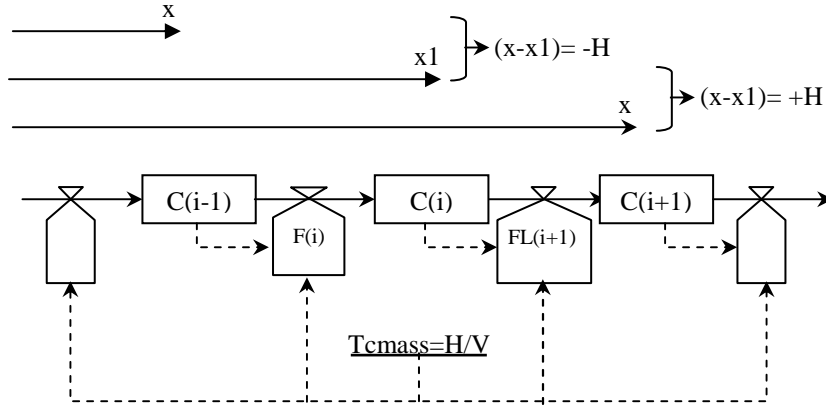 x
(x-x1)= -H
x1
x
(x-x1)= +H
C(i-1)
C(i)
C(i+1)
F(i)
FL(i+1)
Tcmass=H/V